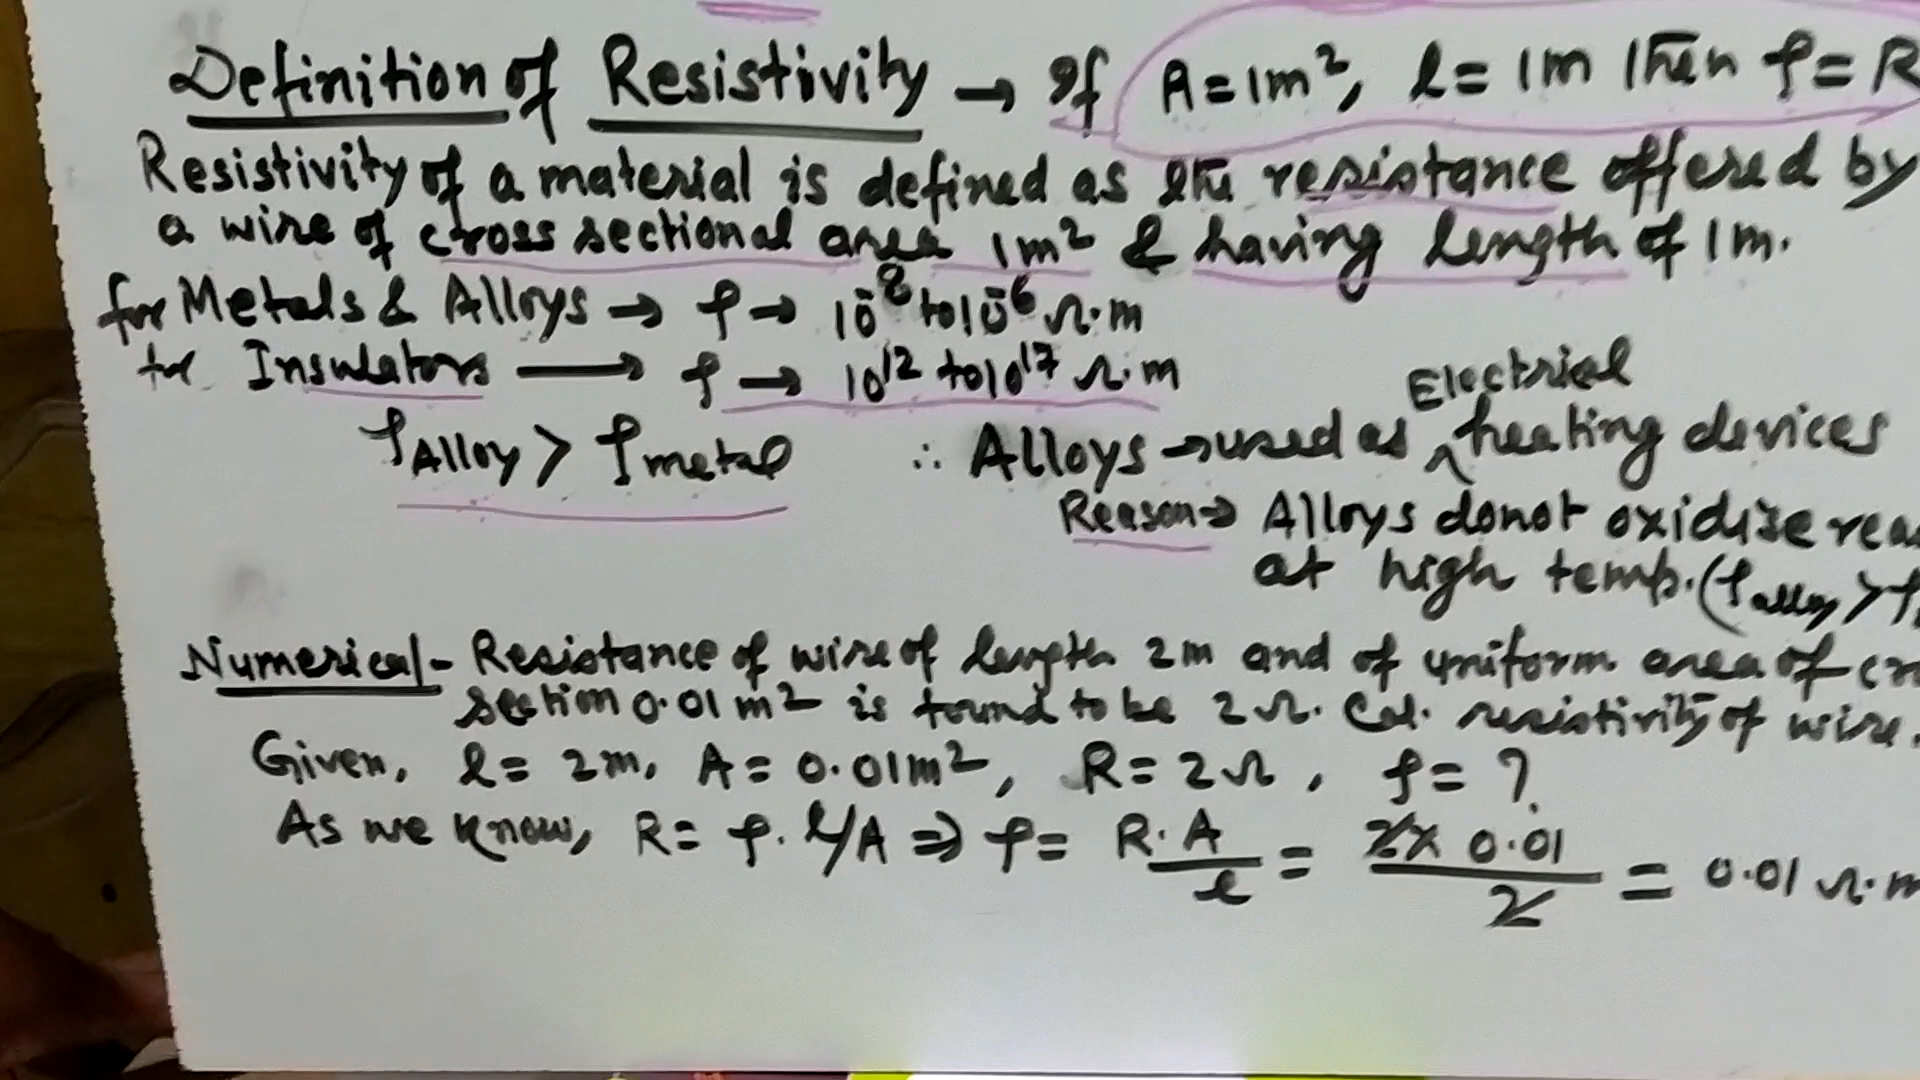 Definition of Resistivity → If A = 1m², l = 1m Then ρ = R
Resistivity of a material is defined as the resistance offered by
a wire of cross sectional area 1m² & having length of 1m.
for Metals & Alloys → ρ → 10⁻⁸ to 10⁻⁶ Ω·m
for Insulators ⟶ ρ → 10¹² to 10¹⁷ Ω·m
ρAlloy > ρmetal ∴ Alloys → used as Electrical heating devices
Reason → Alloys donot oxidise
at high temp. (ρalloy > ρ
Numerical - Resistance of wire of length 2m and of uniform area of
section 0.01m² is found to be 2Ω. Cal. resistivity of wire.
Given, l = 2m, A = 0.01m², R = 2Ω, ρ = ?
As we know, R = ρ. l/A ⇒ ρ = R.A/l = 2x 0.01/2 = 0.01 Ω·m